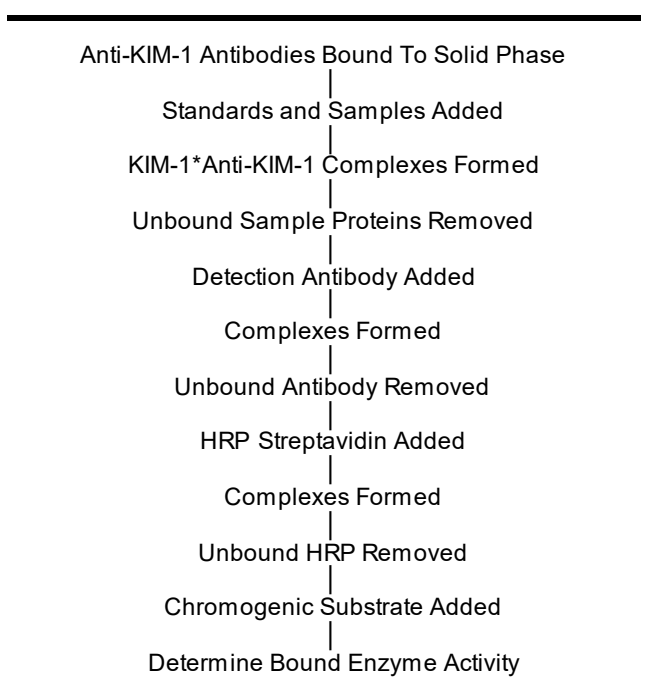 Anti-KIM-1 Antibodies Bound To Solid Phase
Standards and Samples Added
KIM-1*Anti-KIM-1 Complexes Formed
Unbound Sample Proteins Removed
Detection Antibody Added
Complexes Formed
Unbound Antibody Removed
HRP Streptavidin Added
Complexes Formed
Unbound HRP Removed
Chromogenic Substrate Added
Determine Bound Enzyme Activity